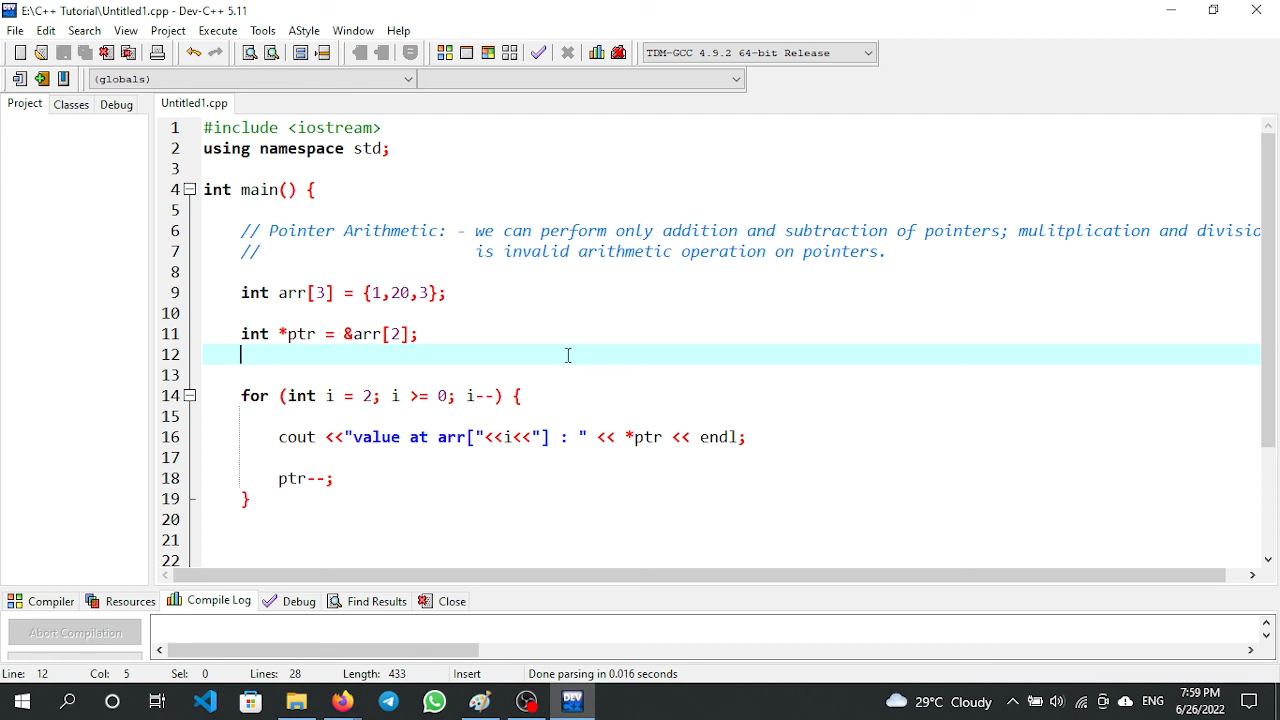 E:\C++ Tutorial\Untitled1.cpp - Dev-C++ 5.11
File Edit Search View Project Execute Tools AStyle Window Help
TDM-GCC 4.9.2 64-bit Release
(globals)
Project Classes Debug Untitled1.cpp
1 #include <iostream>
2 using namespace std;
3
4 int main() {
5
6 // Pointer Arithmetic: - we can perform only addition and subtraction of pointers; mulitplication and divisio
7 // is invalid arithmetic operation on pointers.
8
9 int arr[3] = {1,20,3};
10
11 int *ptr = &arr[2];
12
13
14 for (int i = 2; i >= 0; i--) {
15
16 cout <<"value at arr["<<i<<"] : " << *ptr << endl;
17
18 ptr--;
19 }
20
21
22
Compiler Resources Compile Log Debug Find Results Close
Abort Compilation
Line: 12 Col: 5 Sel: 0 Lines: 28 Length: 433 Insert Done parsing in 0.016 seconds
DEV
29°C Cloudy ENG 7:59 PM
6/26/2022